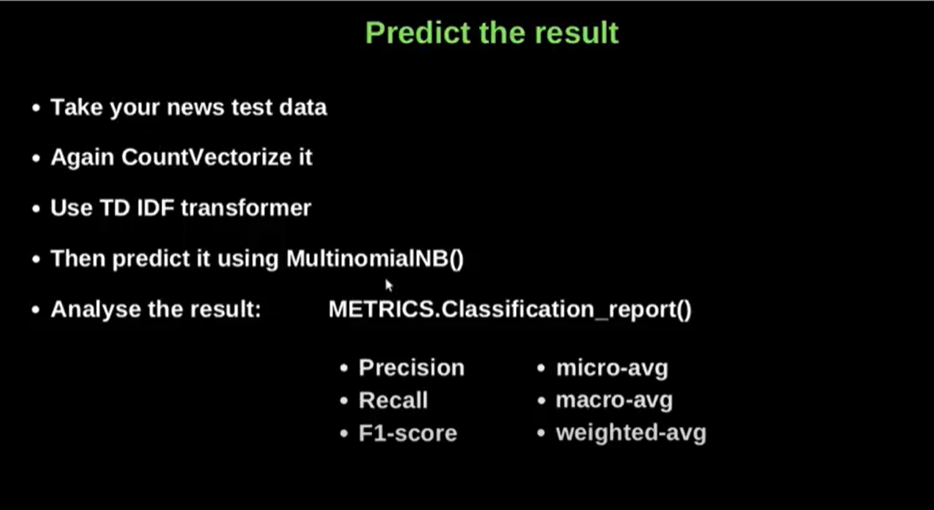 Predict the result
• Take your news test data
• Again CountVectorize it
• Use TD IDF transformer
• Then predict it using MultinomialNB()
• Analyse the result: METRICS.Classification_report()
• Precision • micro-avg
• Recall • macro-avg
• F1-score • weighted-avg